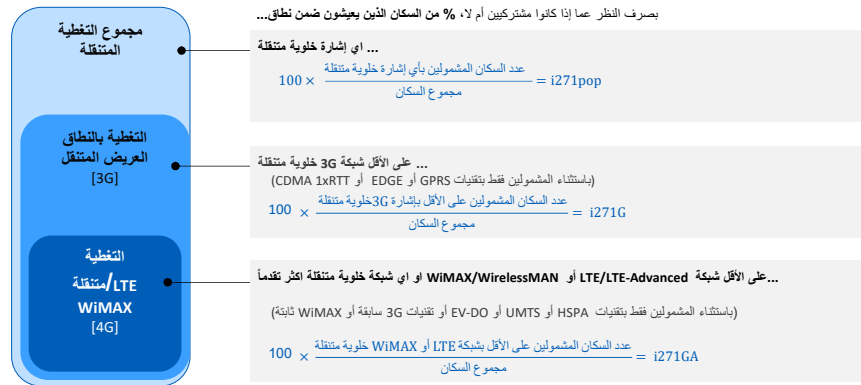 بصرف النظر عما إذا كانوا مشتركيين أم لا، % من السكان الذين يعيشون ضمن نطاق...
مجموع التغطية
المتنقلة
... اي إشارة خلوية متنقلة
i271pop = عدد السكان المشمولين بأي إشارة خلوية متنقلة × 100
مجموع السكان
التغطية بالنطاق
العريض المتنقل
[3G]
... على الأقل شبكة 3G خلوية متنقلة
(باستثناء المشمولين فقط بتقنيات GPRS أو EDGE أو CDMA 1xRTT)
i271G = عدد السكان المشمولين على الأقل بإشارة 3Gخلوية متنقلة × 100
مجموع السكان
التغطية
متنقلة/LTE
WiMAX
[4G]
...على الأقل شبكة LTE/LTE-Advanced أو WiMAX/WirelessMAN او اي شبكة خلوية متنقلة اكثر تقدماً
(باستثناء المشمولين فقط بتقنيات HSPA أو UMTS أو EV-DO أو تقنيات 3G سابقة أو WiMAX ثابتة)
i271GA = عدد السكان المشمولين على الأقل بشبكة LTE أو WiMAX خلوية متنقلة × 100
مجموع السكان